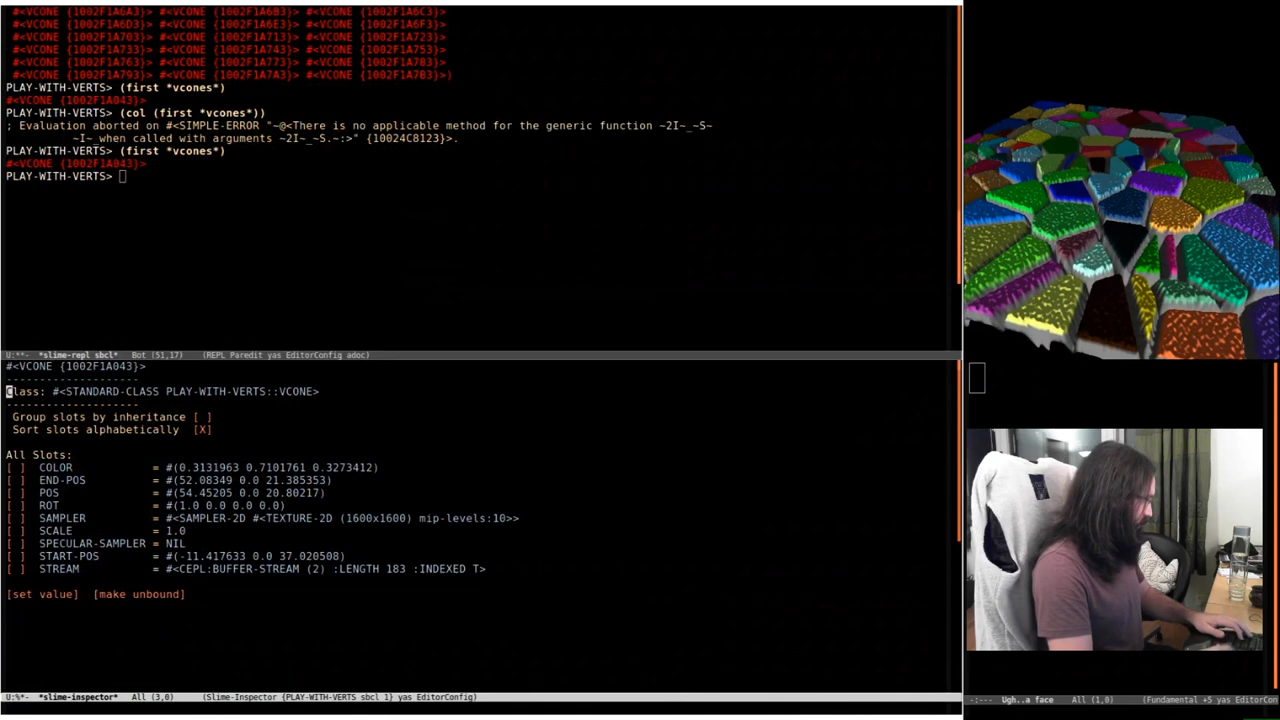 #<VCONE {1002F1A6A3}> #<VCONE {1002F1A6B3}> #<VCONE {1002F1A6C3}>
#<VCONE {1002F1A6D3}> #<VCONE {1002F1A6E3}> #<VCONE {1002F1A6F3}>
#<VCONE {1002F1A703}> #<VCONE {1002F1A713}> #<VCONE {1002F1A723}>
#<VCONE {1002F1A733}> #<VCONE {1002F1A743}> #<VCONE {1002F1A753}>
#<VCONE {1002F1A763}> #<VCONE {1002F1A773}> #<VCONE {1002F1A783}>
#<VCONE {1002F1A793}> #<VCONE {1002F1A7A3}> #<VCONE {1002F1A7B3}>)
PLAY-WITH-VERTS> (first *vcones*)
#<VCONE {1002F1A043}>
PLAY-WITH-VERTS> (col (first *vcones*))
; Evaluation aborted on #<SIMPLE-ERROR "~@<There is no applicable method for the generic function ~2I~_~S~
~I~_when called with arguments ~2I~_~S.~:>" {10024C8123}>.
PLAY-WITH-VERTS> (first *vcones*)
#<VCONE {1002F1A043}>
PLAY-WITH-VERTS>
U:**- *slime-repl sbcl* Bot (51,17) (REPL Paredit yas EditorConfig adoc)
#<VCONE {1002F1A043}>
--------------------
Class: #<STANDARD-CLASS PLAY-WITH-VERTS::VCONE>
--------------------
Group slots by inheritance [ ]
Sort slots alphabetically [X]
All Slots:
[ ] COLOR = #(0.3131963 0.7101761 0.3273412)
[ ] END-POS = #(52.08349 0.0 21.385353)
[ ] POS = #(54.45205 0.0 20.80217)
[ ] ROT = #(1.0 0.0 0.0 0.0)
[ ] SAMPLER = #<SAMPLER-2D #<TEXTURE-2D (1600x1600) mip-levels:10>>
[ ] SCALE = 1.0
[ ] SPECULAR-SAMPLER = NIL
[ ] START-POS = #(-11.417633 0.0 37.020508)
[ ] STREAM = #<CEPL:BUFFER-STREAM (2) :LENGTH 183 :INDEXED T>
[set value] [make unbound]
U:%*- *slime-inspector* All (3,0) (Slime-Inspector {PLAY-WITH-VERTS sbcl 1} yas EditorConfig)
-:--- Ugh..a face All (1,0) (Fundamental +5 yas EditorCon